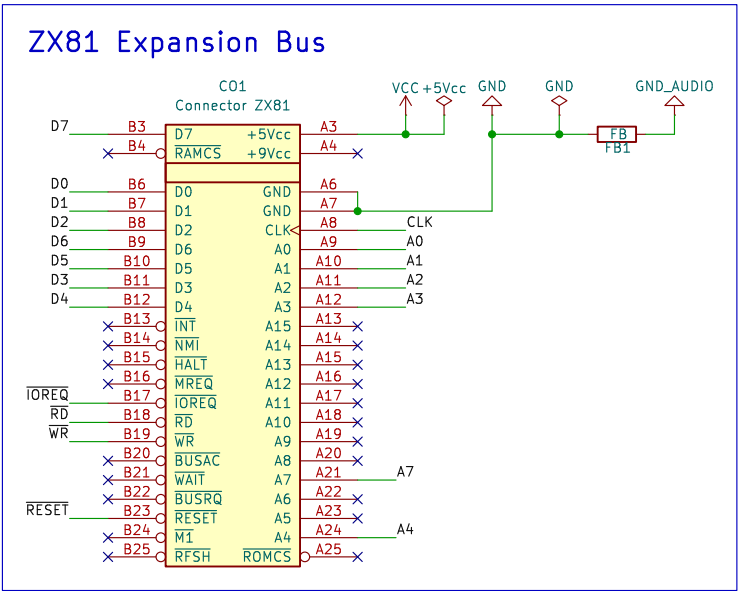 ZX81 Expansion Bus
CO1
Connector ZX81
VCC +5Vcc GND GND GND_AUDIO
D7 B3 D7 +5Vcc A3
B4 RAMCS +9Vcc A4
FB
FB1
D0 B6 D0 GND A6
D1 B7 D1 GND A7
D2 B8 D2 CLK A8 CLK
D6 B9 D6 A0 A9 A0
D5 B10 D5 A1 A10 A1
D3 B11 D3 A2 A11 A2
D4 B12 D4 A3 A12 A3
B13 INT A15 A13
B14 NMI A14 A14
B15 HALT A13 A15
B16 MREQ A12 A16
IOREQ B17 IOREQ A11 A17
RD B18 RD A10 A18
WR B19 WR A9 A19
B20 BUSAC A8 A20
B21 WAIT A7 A21 A7
B22 BUSRQ A6 A22
RESET B23 RESET A5 A23
B24 M1 A4 A24 A4
B25 RFSH ROMCS A25